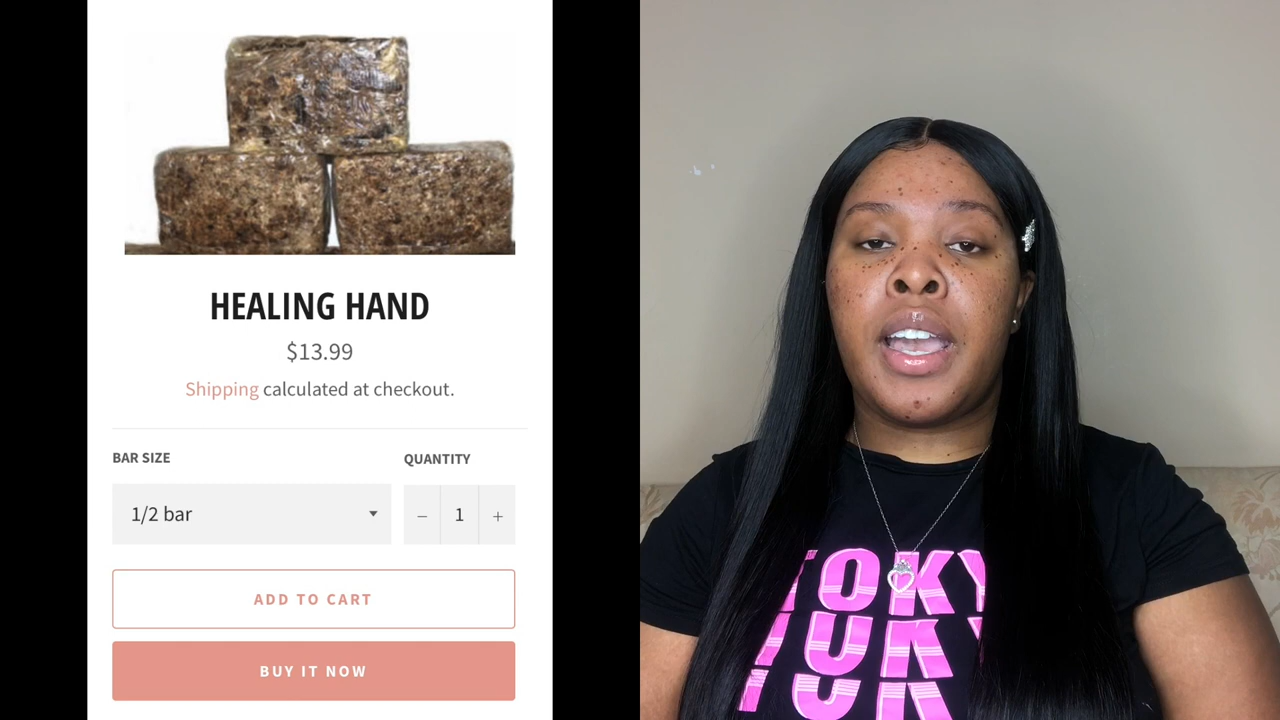 HEALING HAND
$13.99
Shipping calculated at checkout.
BAR SIZE
QUANTITY
1/2 bar
− 1 +
ADD TO CART
BUY IT NOW
TOKY